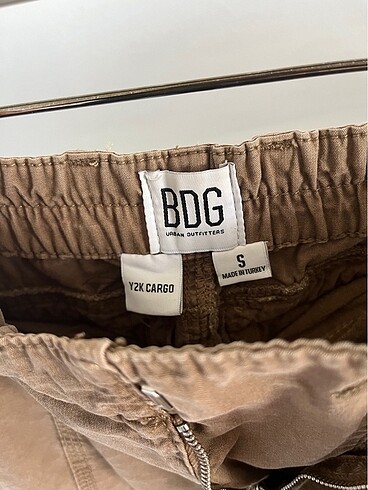 BDG
URBAN OUTFITTERS
S
MADE IN TURKEY
Y2K CARGO